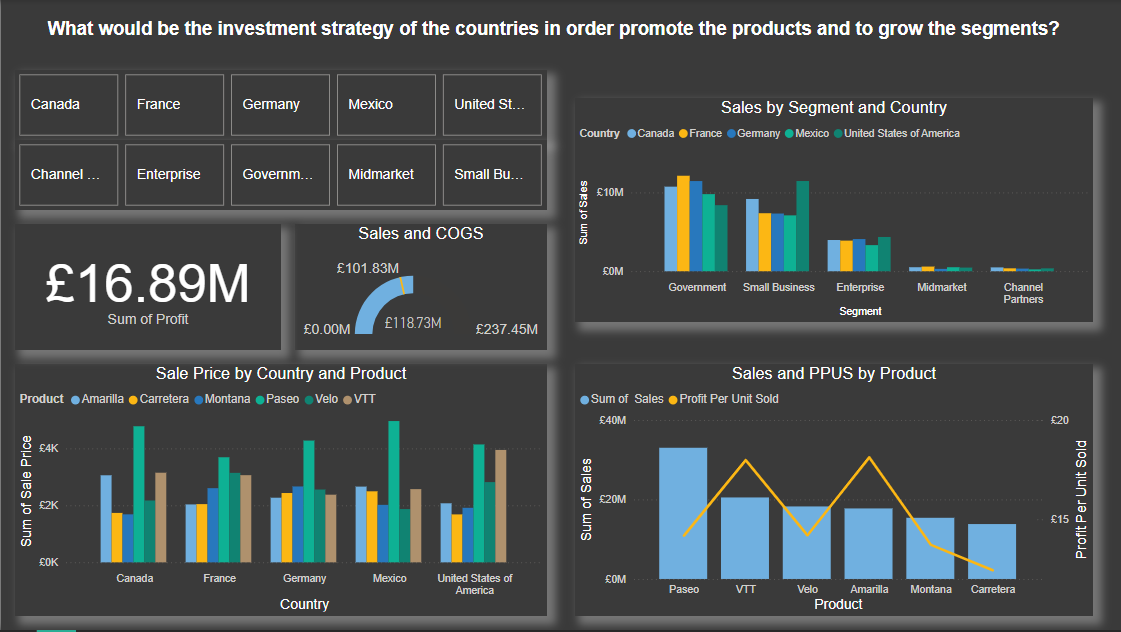 What would be the investment strategy of the countries in order promote the products and to grow the segments?
Canada
France
Germany
Mexico
United St...
Channel ...
Enterprise
Governm...
Midmarket
Small Bu...
£16.89M
Sum of Profit
Sales and COGS
£101.83M
£0.00M
£118.73M
£237.45M
Sales by Segment and Country
Country Canada France Germany Mexico United States of America
Sum of Sales
£10M
£0M
Government
Small Business
Enterprise
Midmarket
Channel
Partners
Segment
Sale Price by Country and Product
Product Amarilla Carretera Montana Paseo Velo VTT
Sum of Sale Price
£4K
£2K
£0K
Canada
France
Germany
Mexico
United States of
America
Country
Sales and PPUS by Product
Sum of Sales Profit Per Unit Sold
Sum of Sales
£40M
£20M
£0M
£20
£15
Profit Per Unit Sold
Paseo
VTT
Velo
Amarilla
Montana
Carretera
Product